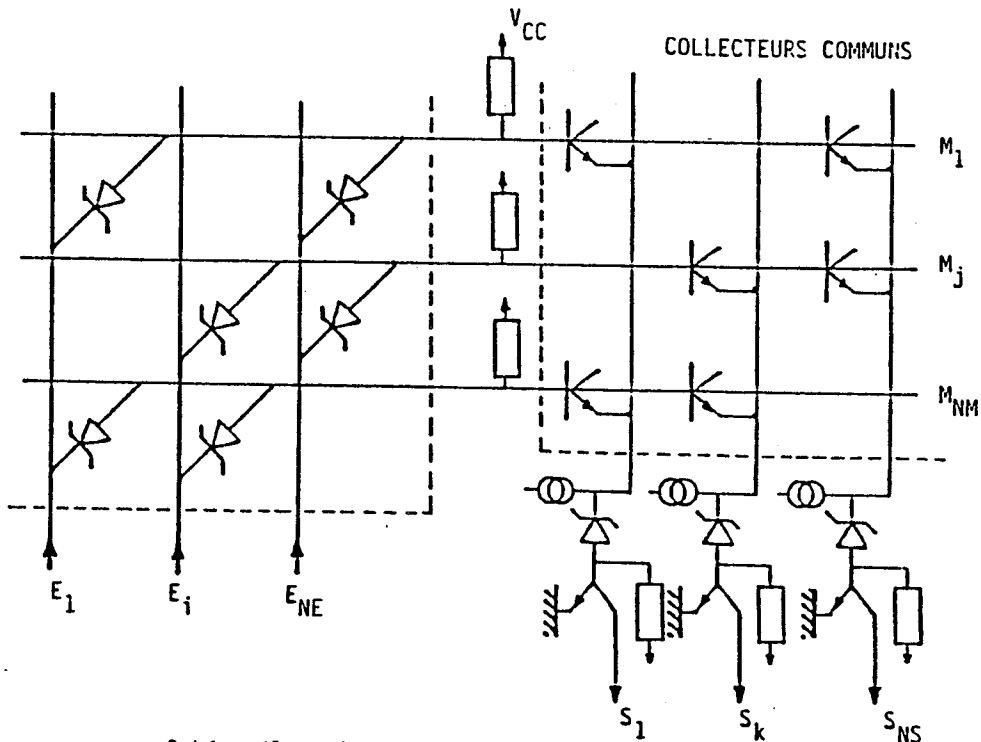 V_CC
COLLECTEURS COMMUNS
M_1
M_j
M_NM
E_1
E_i
E_NE
S_1
S_k
S_NS